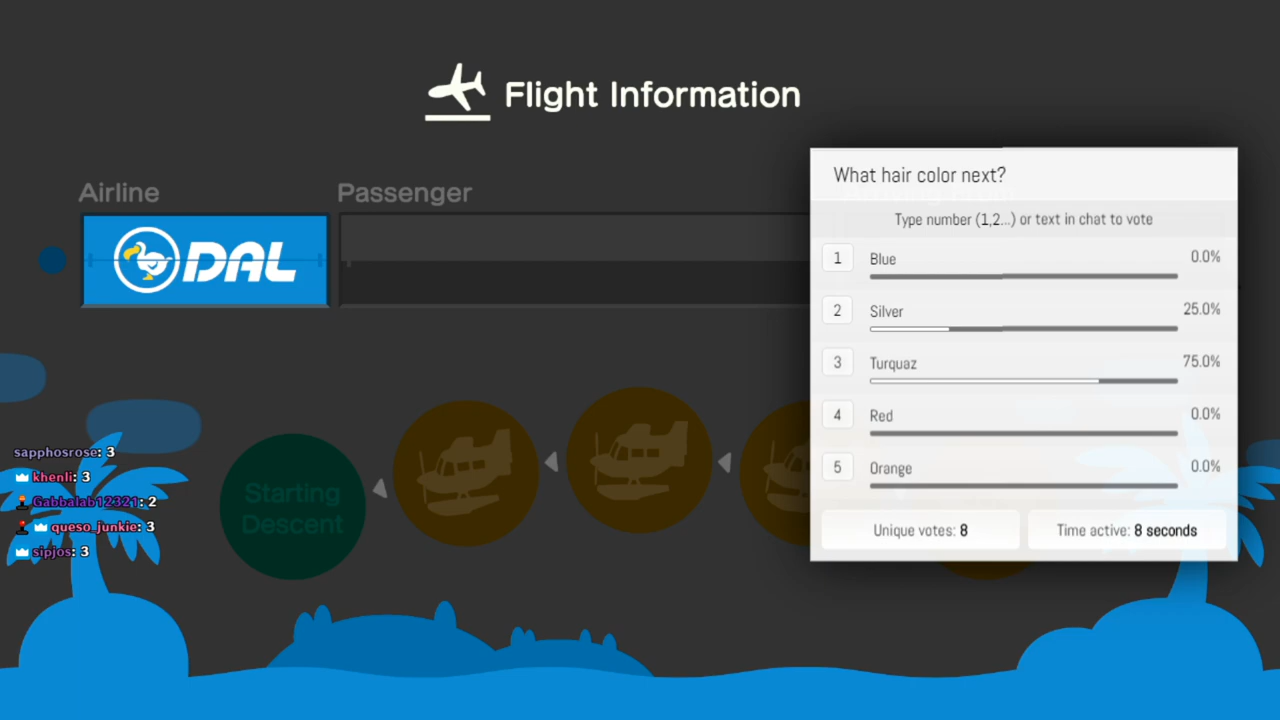 Flight Information
Airline
Passenger
DAL
What hair color next?
Type number (1,2...) or text in chat to vote
1 Blue 0.0%
2 Silver 25.0%
3 Turquaz 75.0%
4 Red 0.0%
5 Orange 0.0%
Unique votes: 8
Time active: 8 seconds
sapphosrose: 3
khenli: 3
Gabbalab12321: 2
queso_junkie: 3
sipjos: 3
Starting
Descent